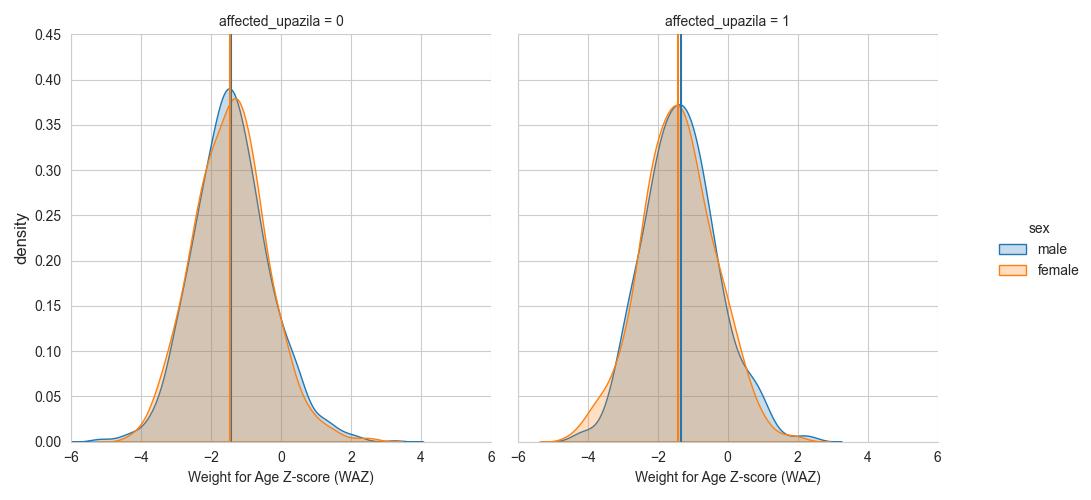 affected_upazila = 0
affected_upazila = 1
0.45
0.40
0.35
0.30
0.25
0.20
0.15
0.10
0.05
0.00
density
−6 −4 −2 0 2 4 6
−6 −4 −2 0 2 4 6
Weight for Age Z-score (WAZ)
Weight for Age Z-score (WAZ)
sex
male
female